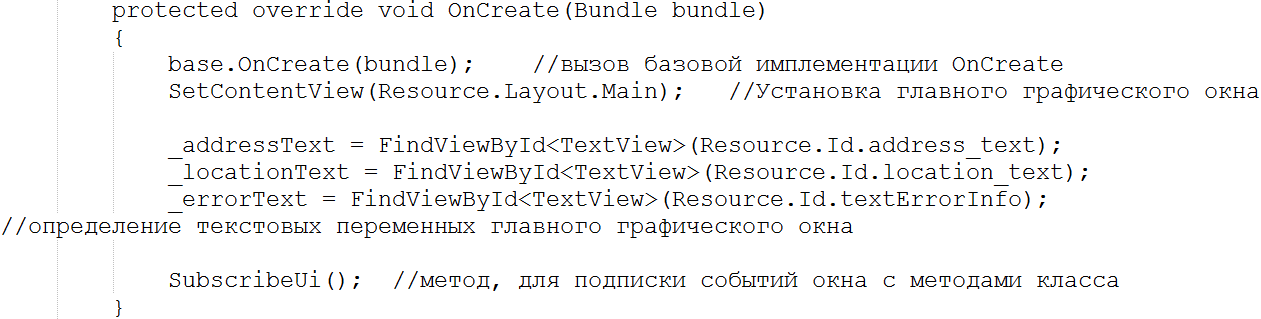 protected override void OnCreate(Bundle bundle)
{
base.OnCreate(bundle);    //вызов базовой имплементации OnCreate
SetContentView(Resource.Layout.Main);   //Установка главного графического окна
_addressText = FindViewById<TextView>(Resource.Id.address_text);
_locationText = FindViewById<TextView>(Resource.Id.location_text);
_errorText = FindViewById<TextView>(Resource.Id.textErrorInfo);
//определение текстовых переменных главного графического окна
SubscribeUi();  //метод, для подписки событий окна с методами класса
}